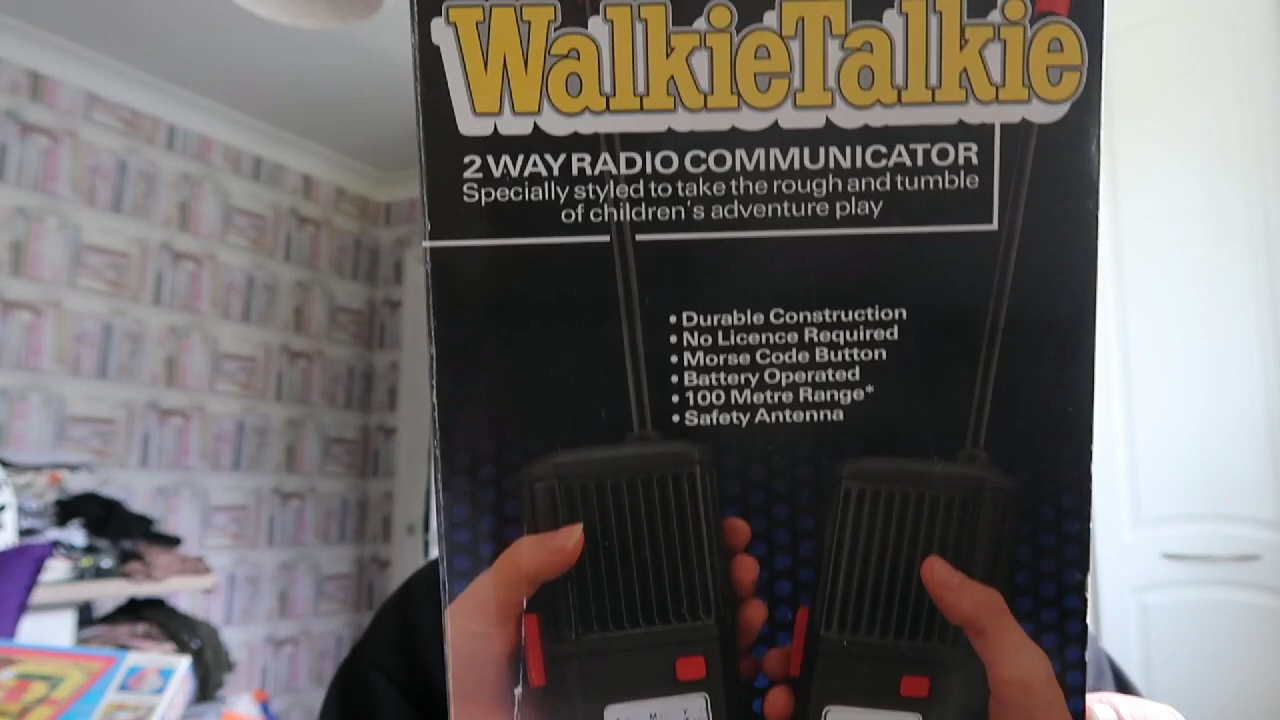 WalkieTalkie
2 WAY RADIO COMMUNICATOR
Specially styled to take the rough and tumble
of children's adventure play
• Durable Construction
• No Licence Required
• Morse Code Button
• Battery Operated
• 100 Metre Range*
• Safety Antenna